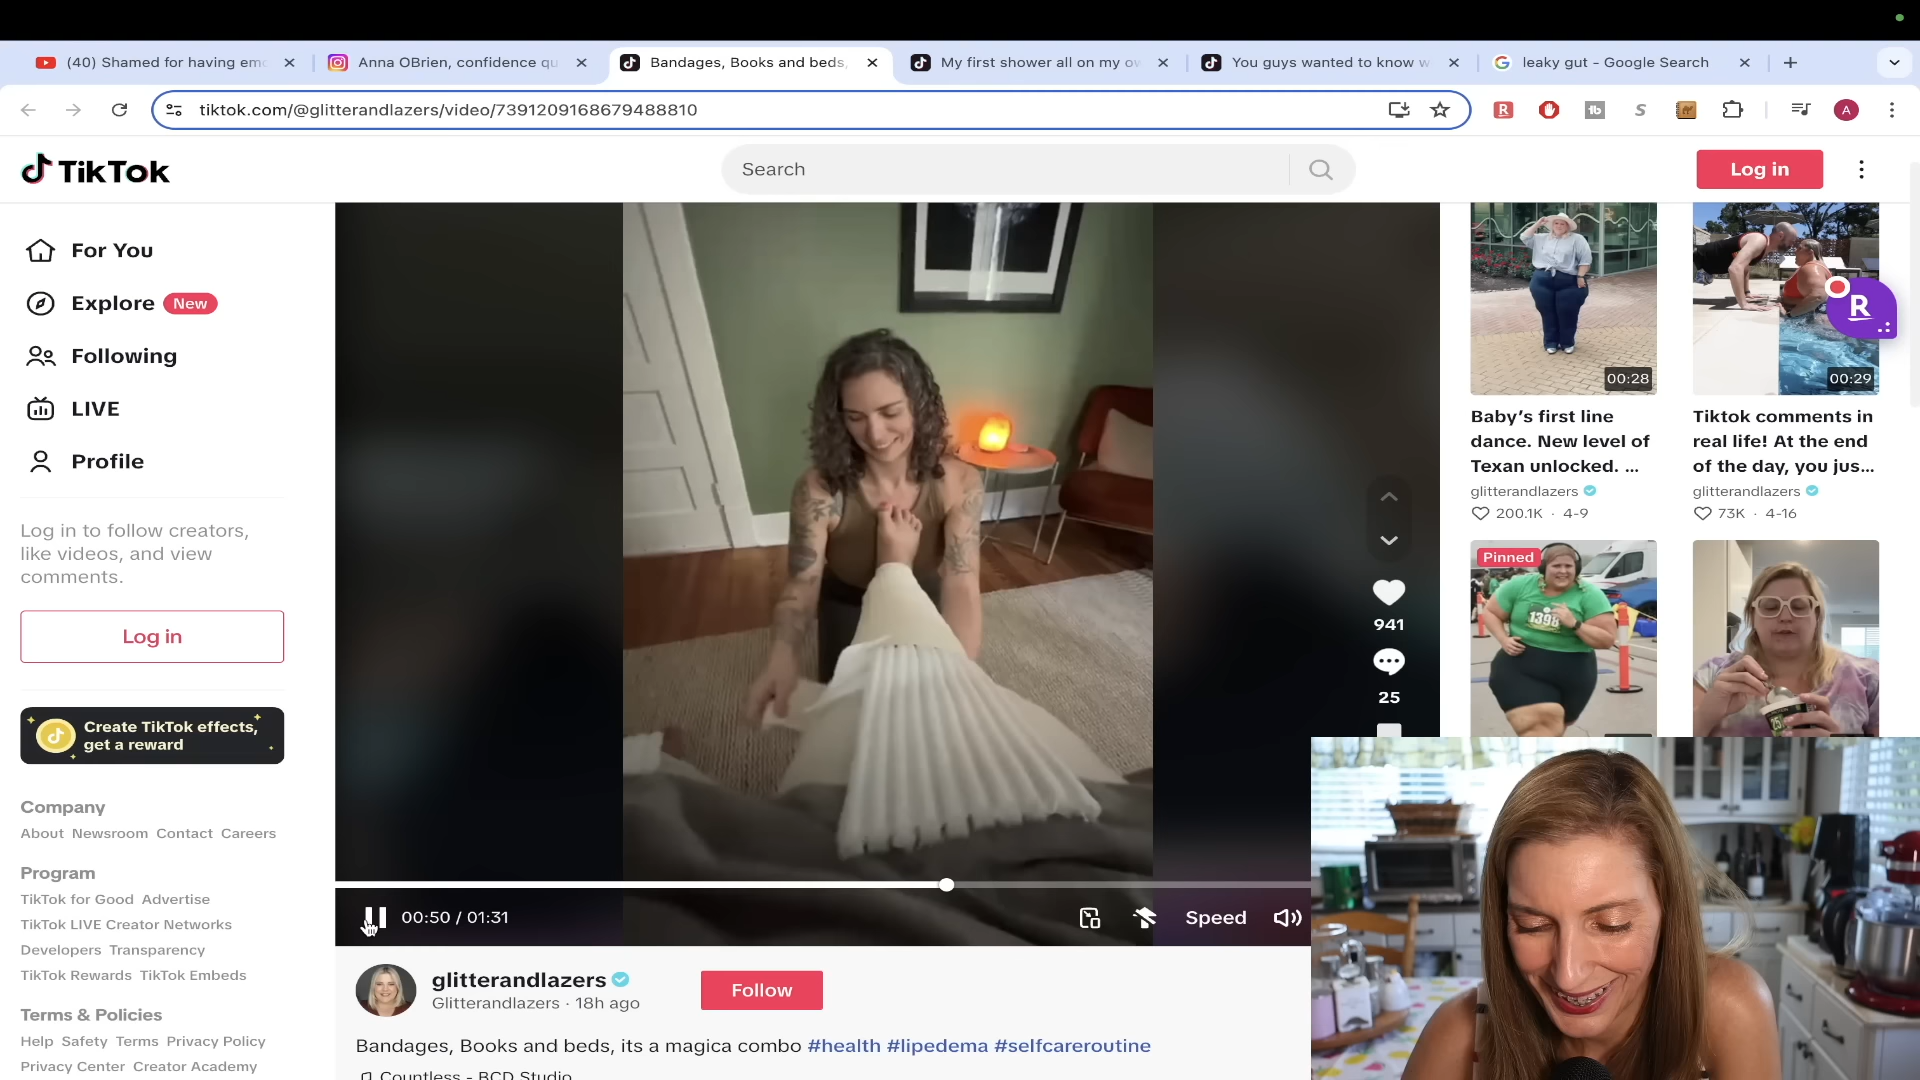 (40) Shamed for having emo
Anna OBrien, confidence qu
Bandages, Books and beds,
My first shower all on my ow
You guys wanted to know w
leaky gut - Google Search
tiktok.com/@glitterandlazers/video/7391209168679488810
A
TikTok
Search
Log in
For You
Explore New
Following
LIVE
Profile
Log in to follow creators,
like videos, and view
comments.
Log in
Create TikTok effects,
get a reward
Company
About Newsroom Contact Careers
Program
TikTok for Good Advertise
TikTok LIVE Creator Networks
Developers Transparency
TikTok Rewards TikTok Embeds
Terms & Policies
Help Safety Terms Privacy Policy
Privacy Center Creator Academy
941
25
00:50 / 01:31
Speed
glitterandlazers
Glitterandlazers · 18h ago
Follow
Bandages, Books and beds, its a magica combo #health #lipedema #selfcareroutine
Countless - BCD Studio
00:28
Baby's first line
dance. New level of
Texan unlocked. ...
glitterandlazers
200.1K · 4-9
00:29
Tiktok comments in
real life! At the end
of the day, you jus...
glitterandlazers
73K · 4-16
R
Pinned
1398